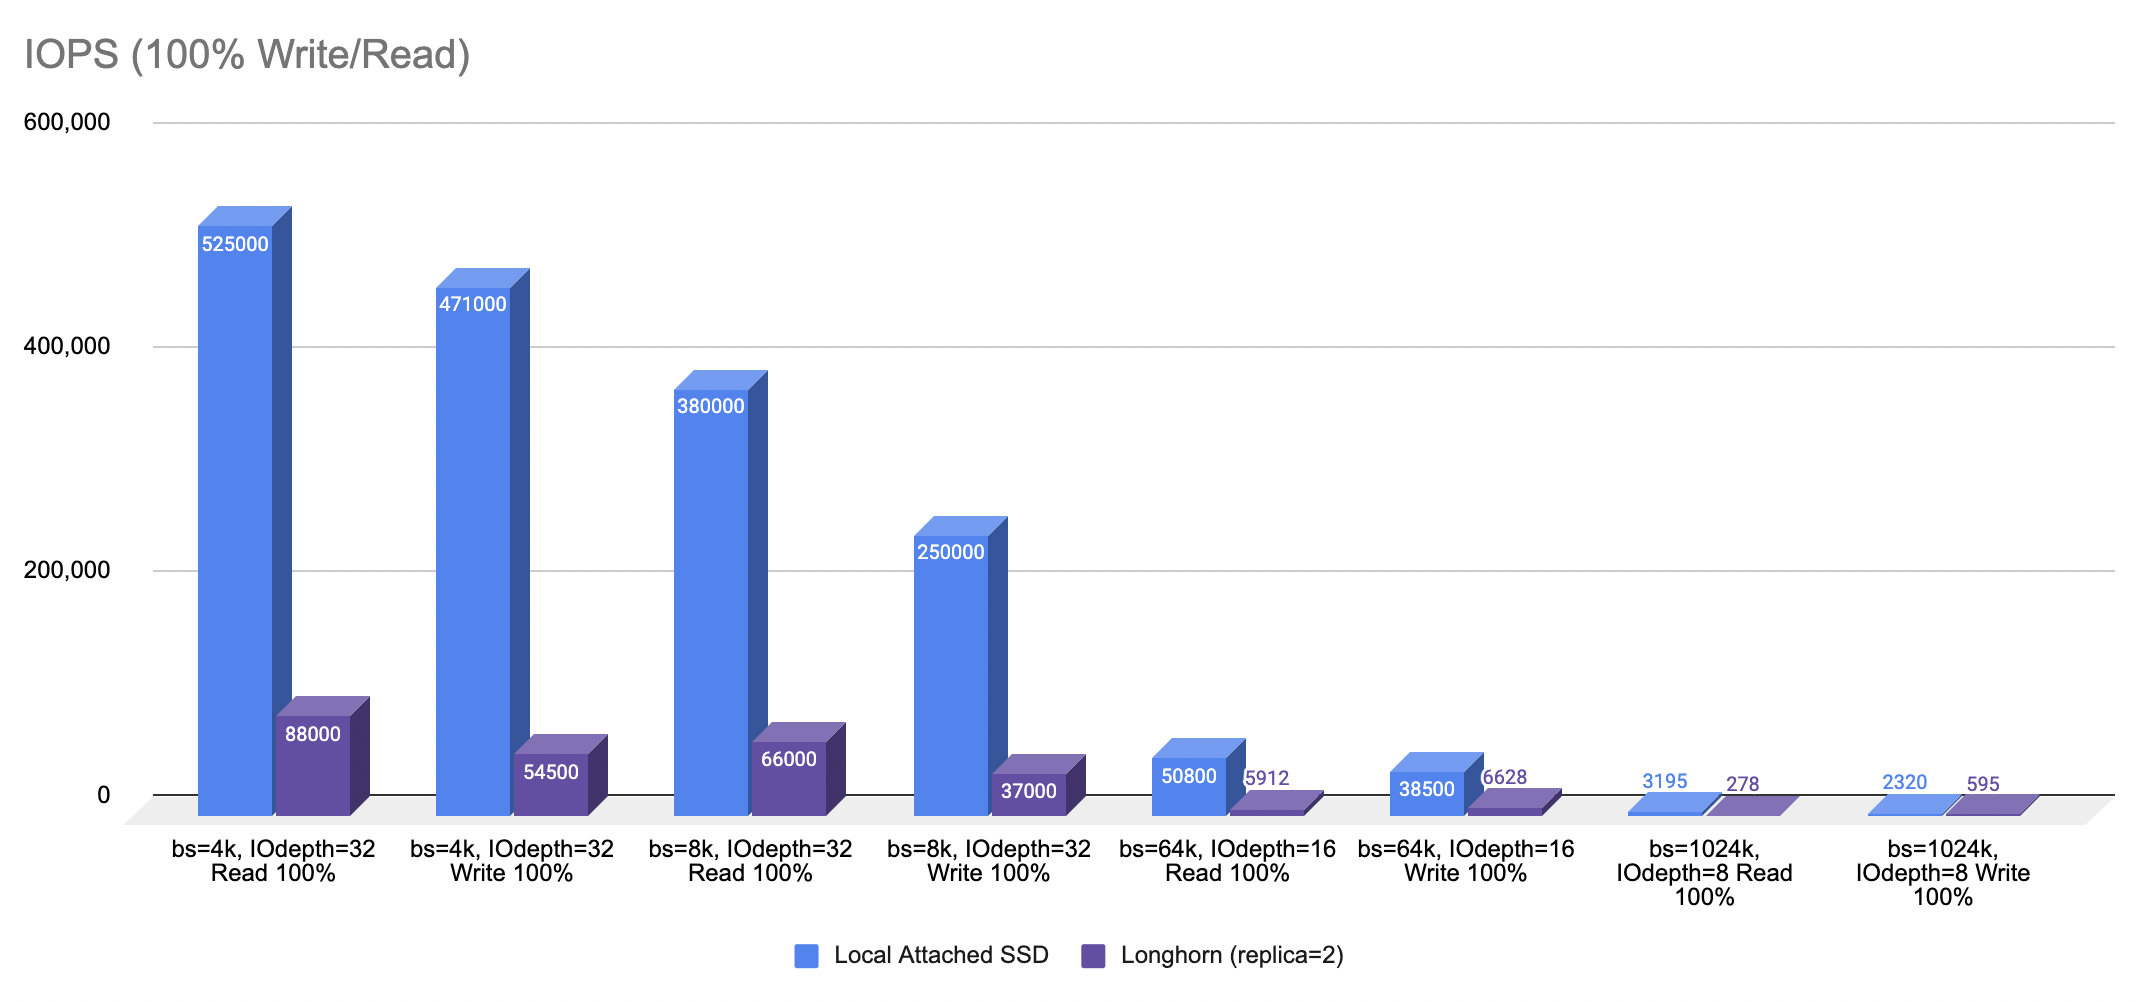 IOPS (100% Write/Read)
600,000
400,000
200,000
0
525000
88000
471000
54500
380000
66000
250000
37000
50800
5912
38500
6628
3195
278
2320
595
bs=4k, IOdepth=32
Read 100%
bs=4k, IOdepth=32
Write 100%
bs=8k, IOdepth=32
Read 100%
bs=8k, IOdepth=32
Write 100%
bs=64k, IOdepth=16
Read 100%
bs=64k, IOdepth=16
Write 100%
bs=1024k,
IOdepth=8 Read
100%
bs=1024k,
IOdepth=8 Write
100%
Local Attached SSD
Longhorn (replica=2)